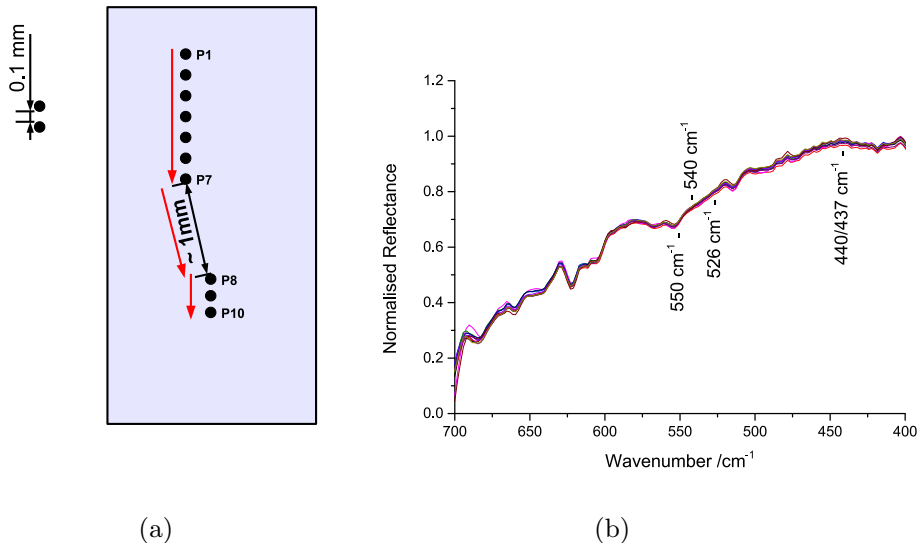 0.1 mm
P1
P7
~ 1mm
P8
P10
(a)
Normalised Reflectance
1.2
1.0
0.8
0.6
0.4
0.2
0.0
540 cm-1
550 cm-1
526 cm-1
440/437 cm-1
700 650 600 550 500 450 400
Wavenumber /cm-1
(b)